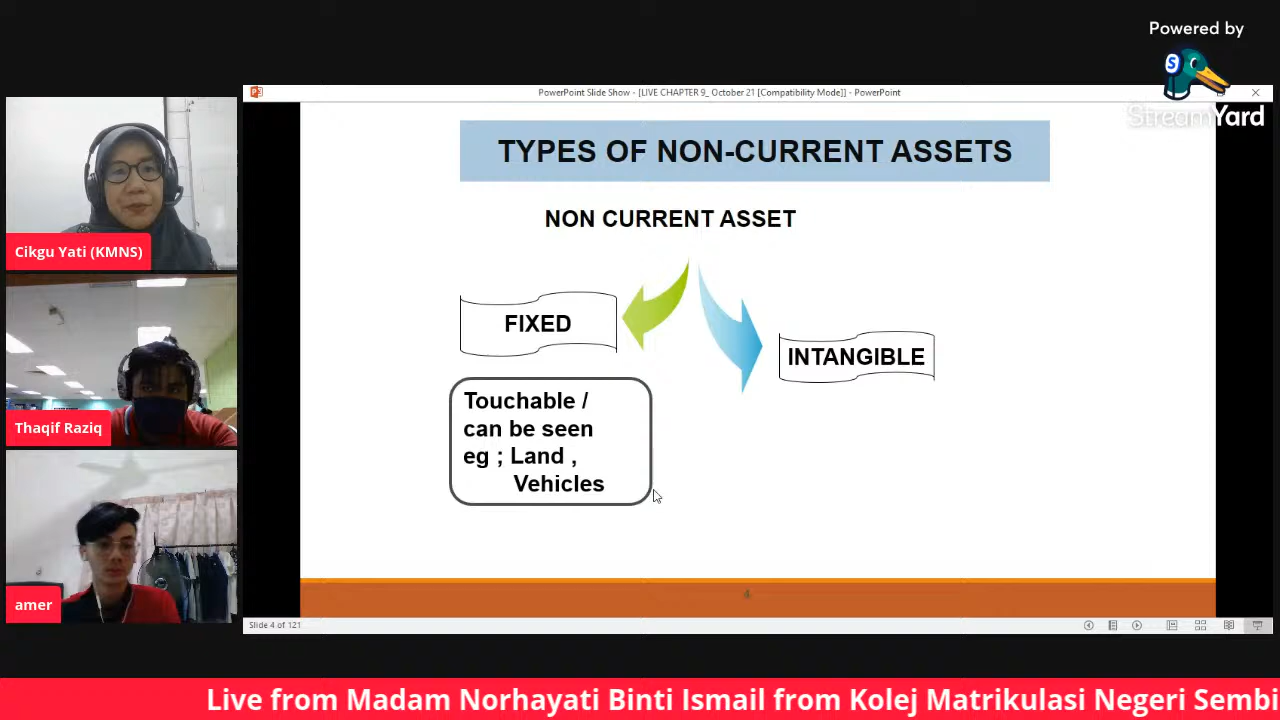 Powered by
StreamYard
PowerPoint Slide Show - [LIVE CHAPTER 9_ October 21 [Compatibility Mode]] - PowerPoint
TYPES OF NON-CURRENT ASSETS
NON CURRENT ASSET
FIXED
INTANGIBLE
Touchable /
can be seen
eg ; Land ,
Vehicles
Cikgu Yati (KMNS)
Thaqif Raziq
amer
4
Slide 4 of 121
Live from Madam Norhayati Binti Ismail from Kolej Matrikulasi Negeri Sembi